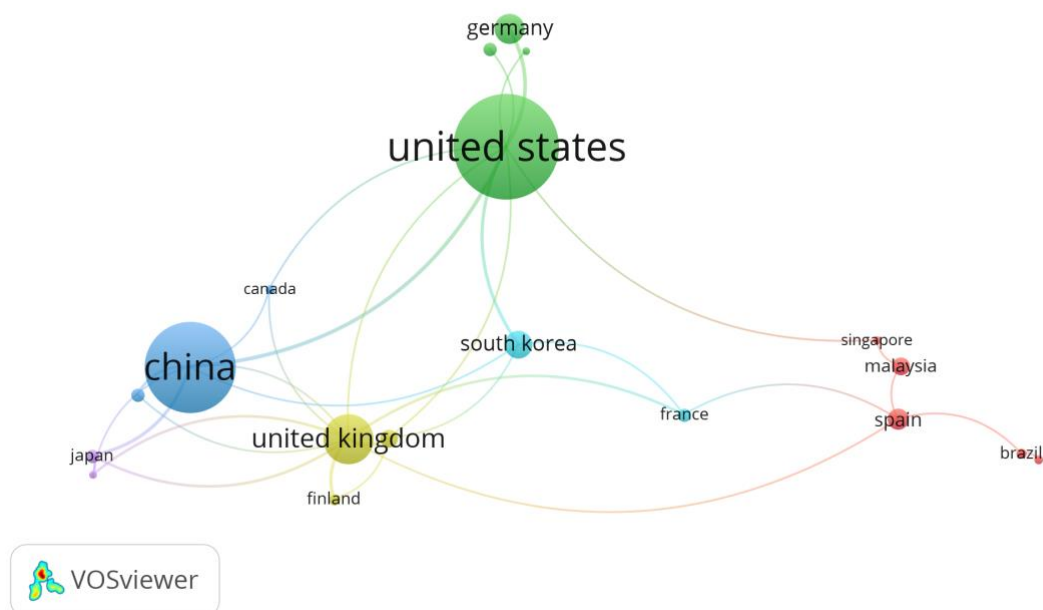 germany
united states
canada
china
south korea
singapore
malaysia
france
spain
united kingdom
japan
brazil
finland
VOSviewer